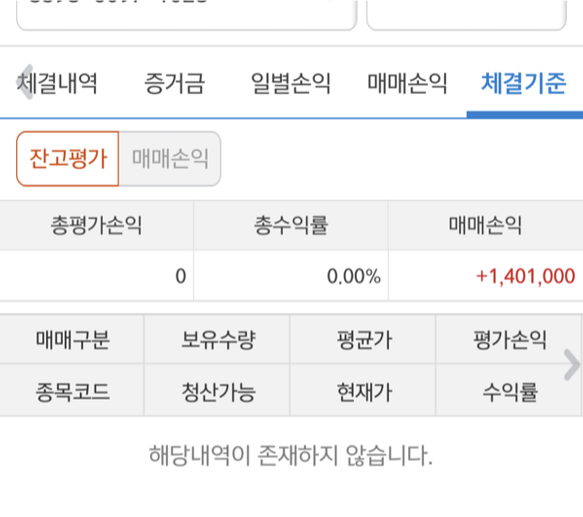 체결내역 증거금 일별손익 매매손익 체결기준
잔고평가 매매손익
총평가손익 총수익률 매매손익
0 0.00% +1,401,000
매매구분 보유수량 평균가 평가손익
종목코드 청산가능 현재가 수익률
해당내역이 존재하지 않습니다.